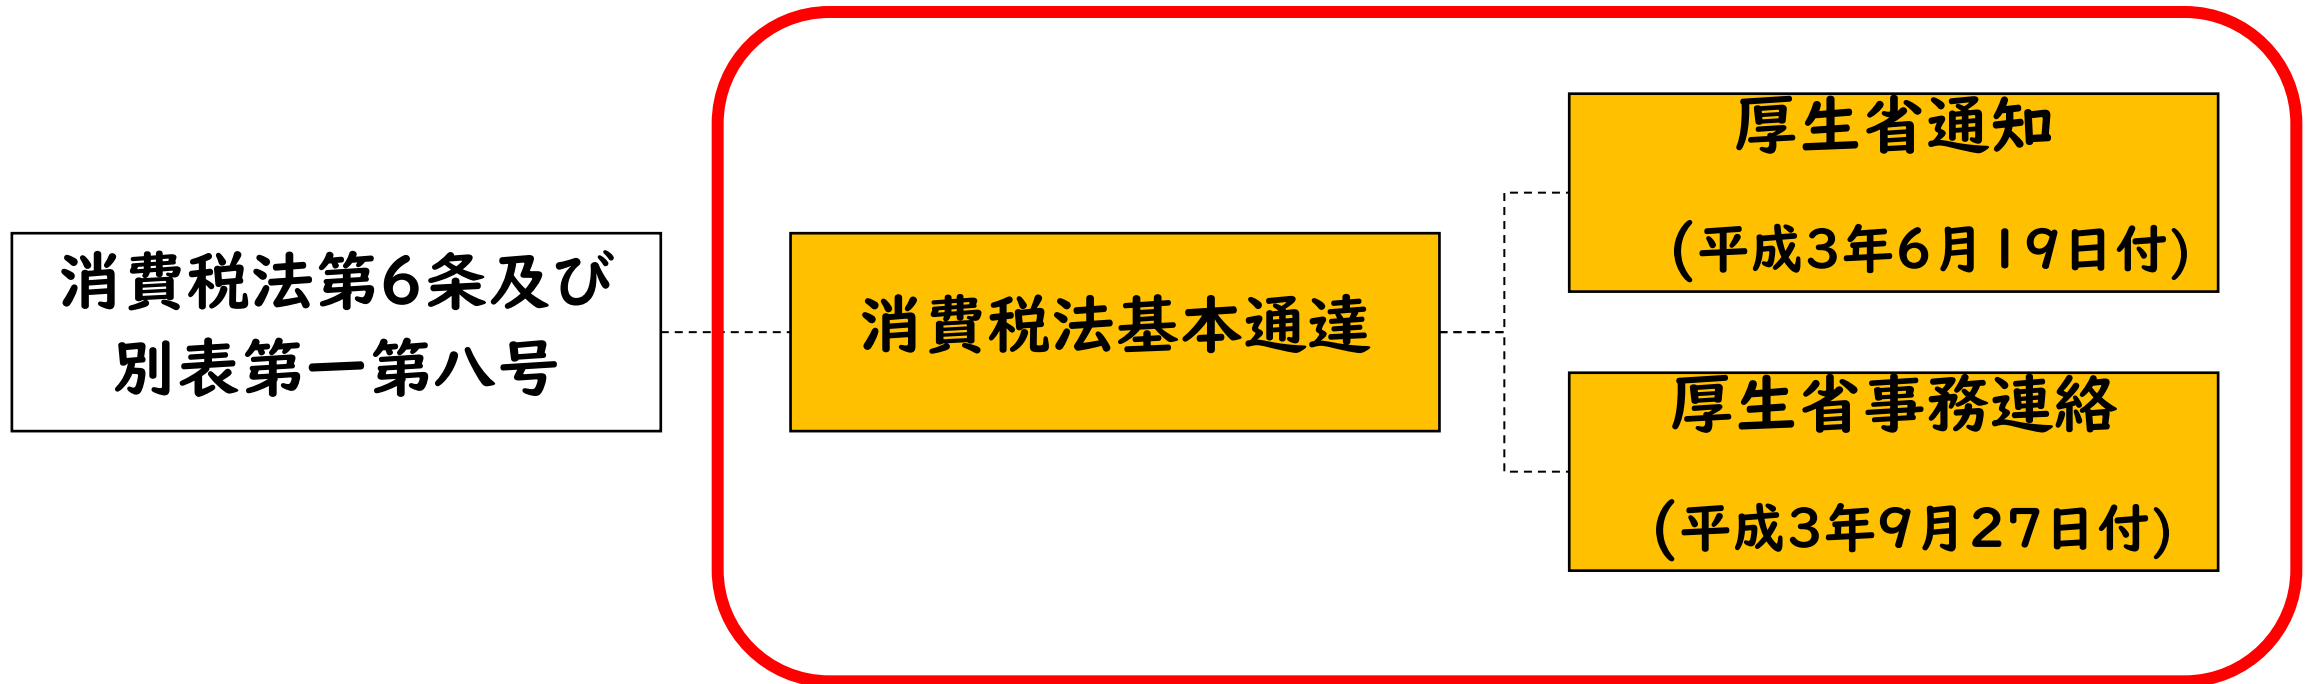 消費税法第6条及び
別表第一第八号
消費税法基本通達
厚生省通知
(平成3年6月19日付)
厚生省事務連絡
(平成3年9月27日付)